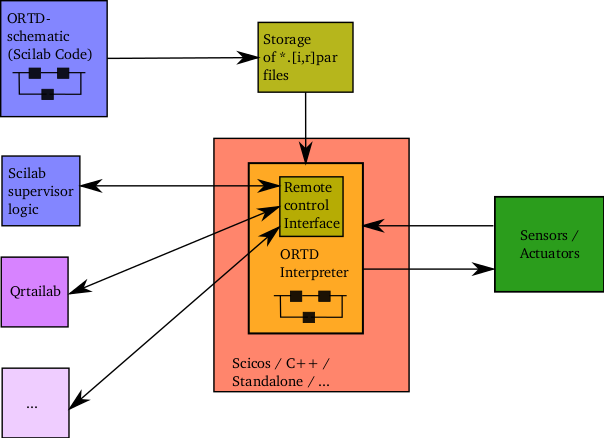 ORTD-
schematic
(Scilab Code)
Storage
of *.[i,r]par
files
Scilab
supervisor
logic
Remote
control
Interface
ORTD
Interpreter
Sensors /
Actuators
Qrtailab
...
Scicos / C++ /
Standalone / ...